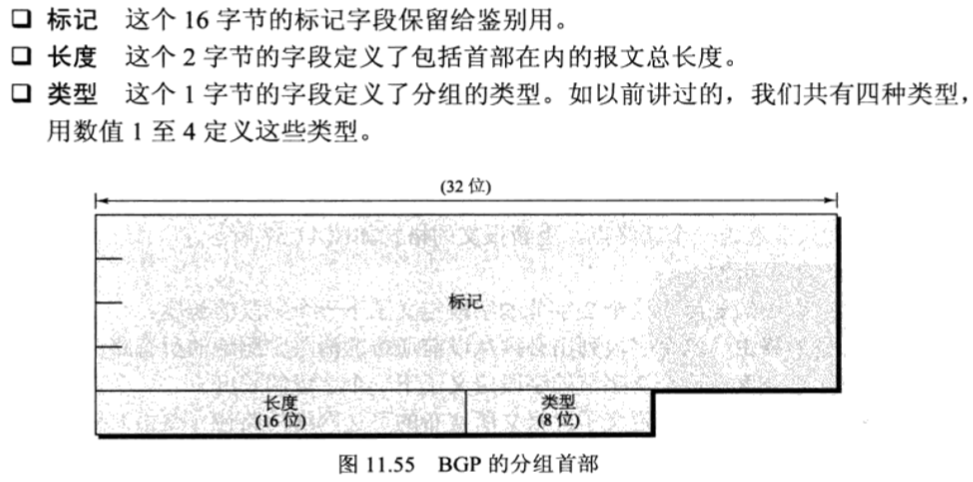 ❑ 标记 这个 16 字节的标记字段保留给鉴别用。
❑ 长度 这个 2 字节的字段定义了包括首部在内的报文总长度。
❑ 类型 这个 1 字节的字段定义了分组的类型。如以前讲过的，我们共有四种类型，
用数值 1 至 4 定义这些类型。
(32 位)
标记
长度
(16 位)
类型
(8 位)
图 11.55 BGP 的分组首部